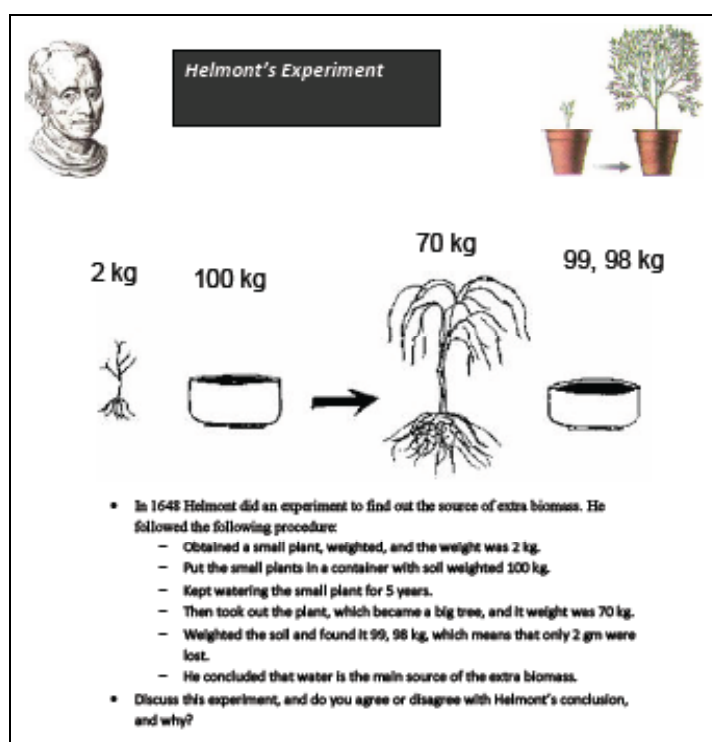 Helmont's Experiment
2 kg
100 kg
70 kg
99, 98 kg
• In 1648 Helmont did an experiment to find out the source of extra biomass. He
followed the following procedure:
– Obtained a small plant, weighted, and the weight was 2 kg.
– Put the small plants in a container with soil weighted 100 kg.
– Kept watering the small plant for 5 years.
– Then took out the plant, which became a big tree, and it weight was 70 kg.
– Weighted the soil and found it 99, 98 kg, which means that only 2 gm were
lost.
– He concluded that water is the main source of the extra biomass.
• Discuss this experiment, and do you agree or disagree with Helmont's conclusion,
and why?